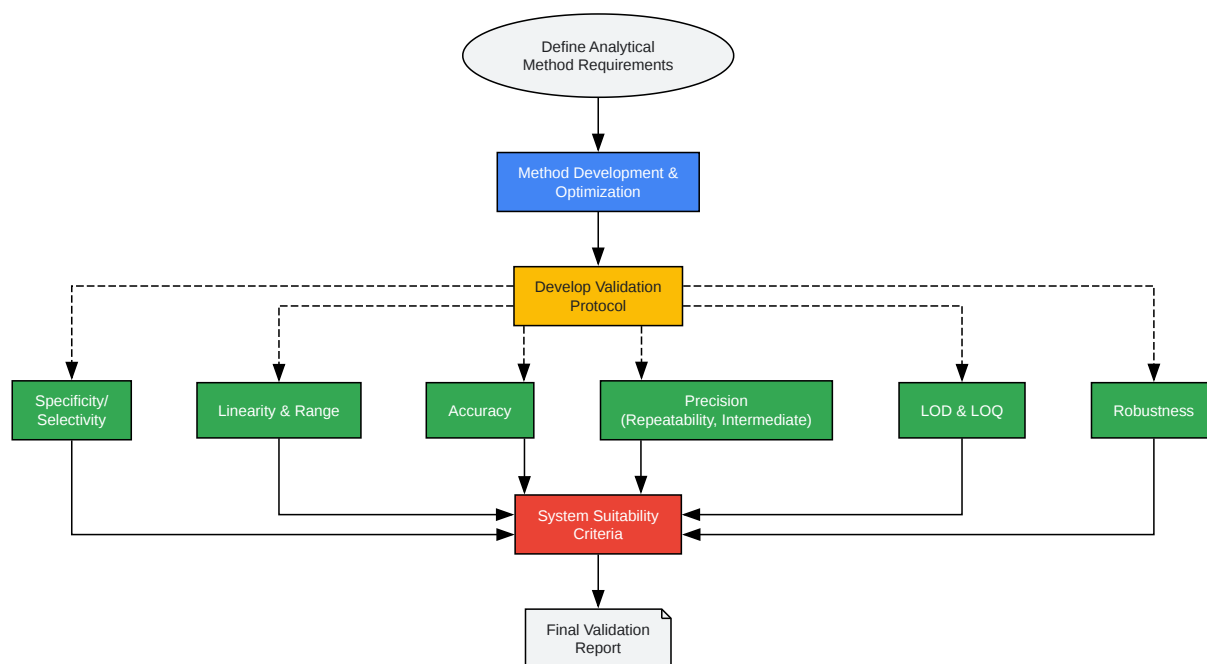 Define Analytical
Method Requirements
Method Development &
Optimization
Develop Validation
Protocol
Specificity/
Selectivity
Linearity & Range
Accuracy
Precision
(Repeatability, Intermediate)
LOD & LOQ
Robustness
System Suitability
Criteria
Final Validation
Report